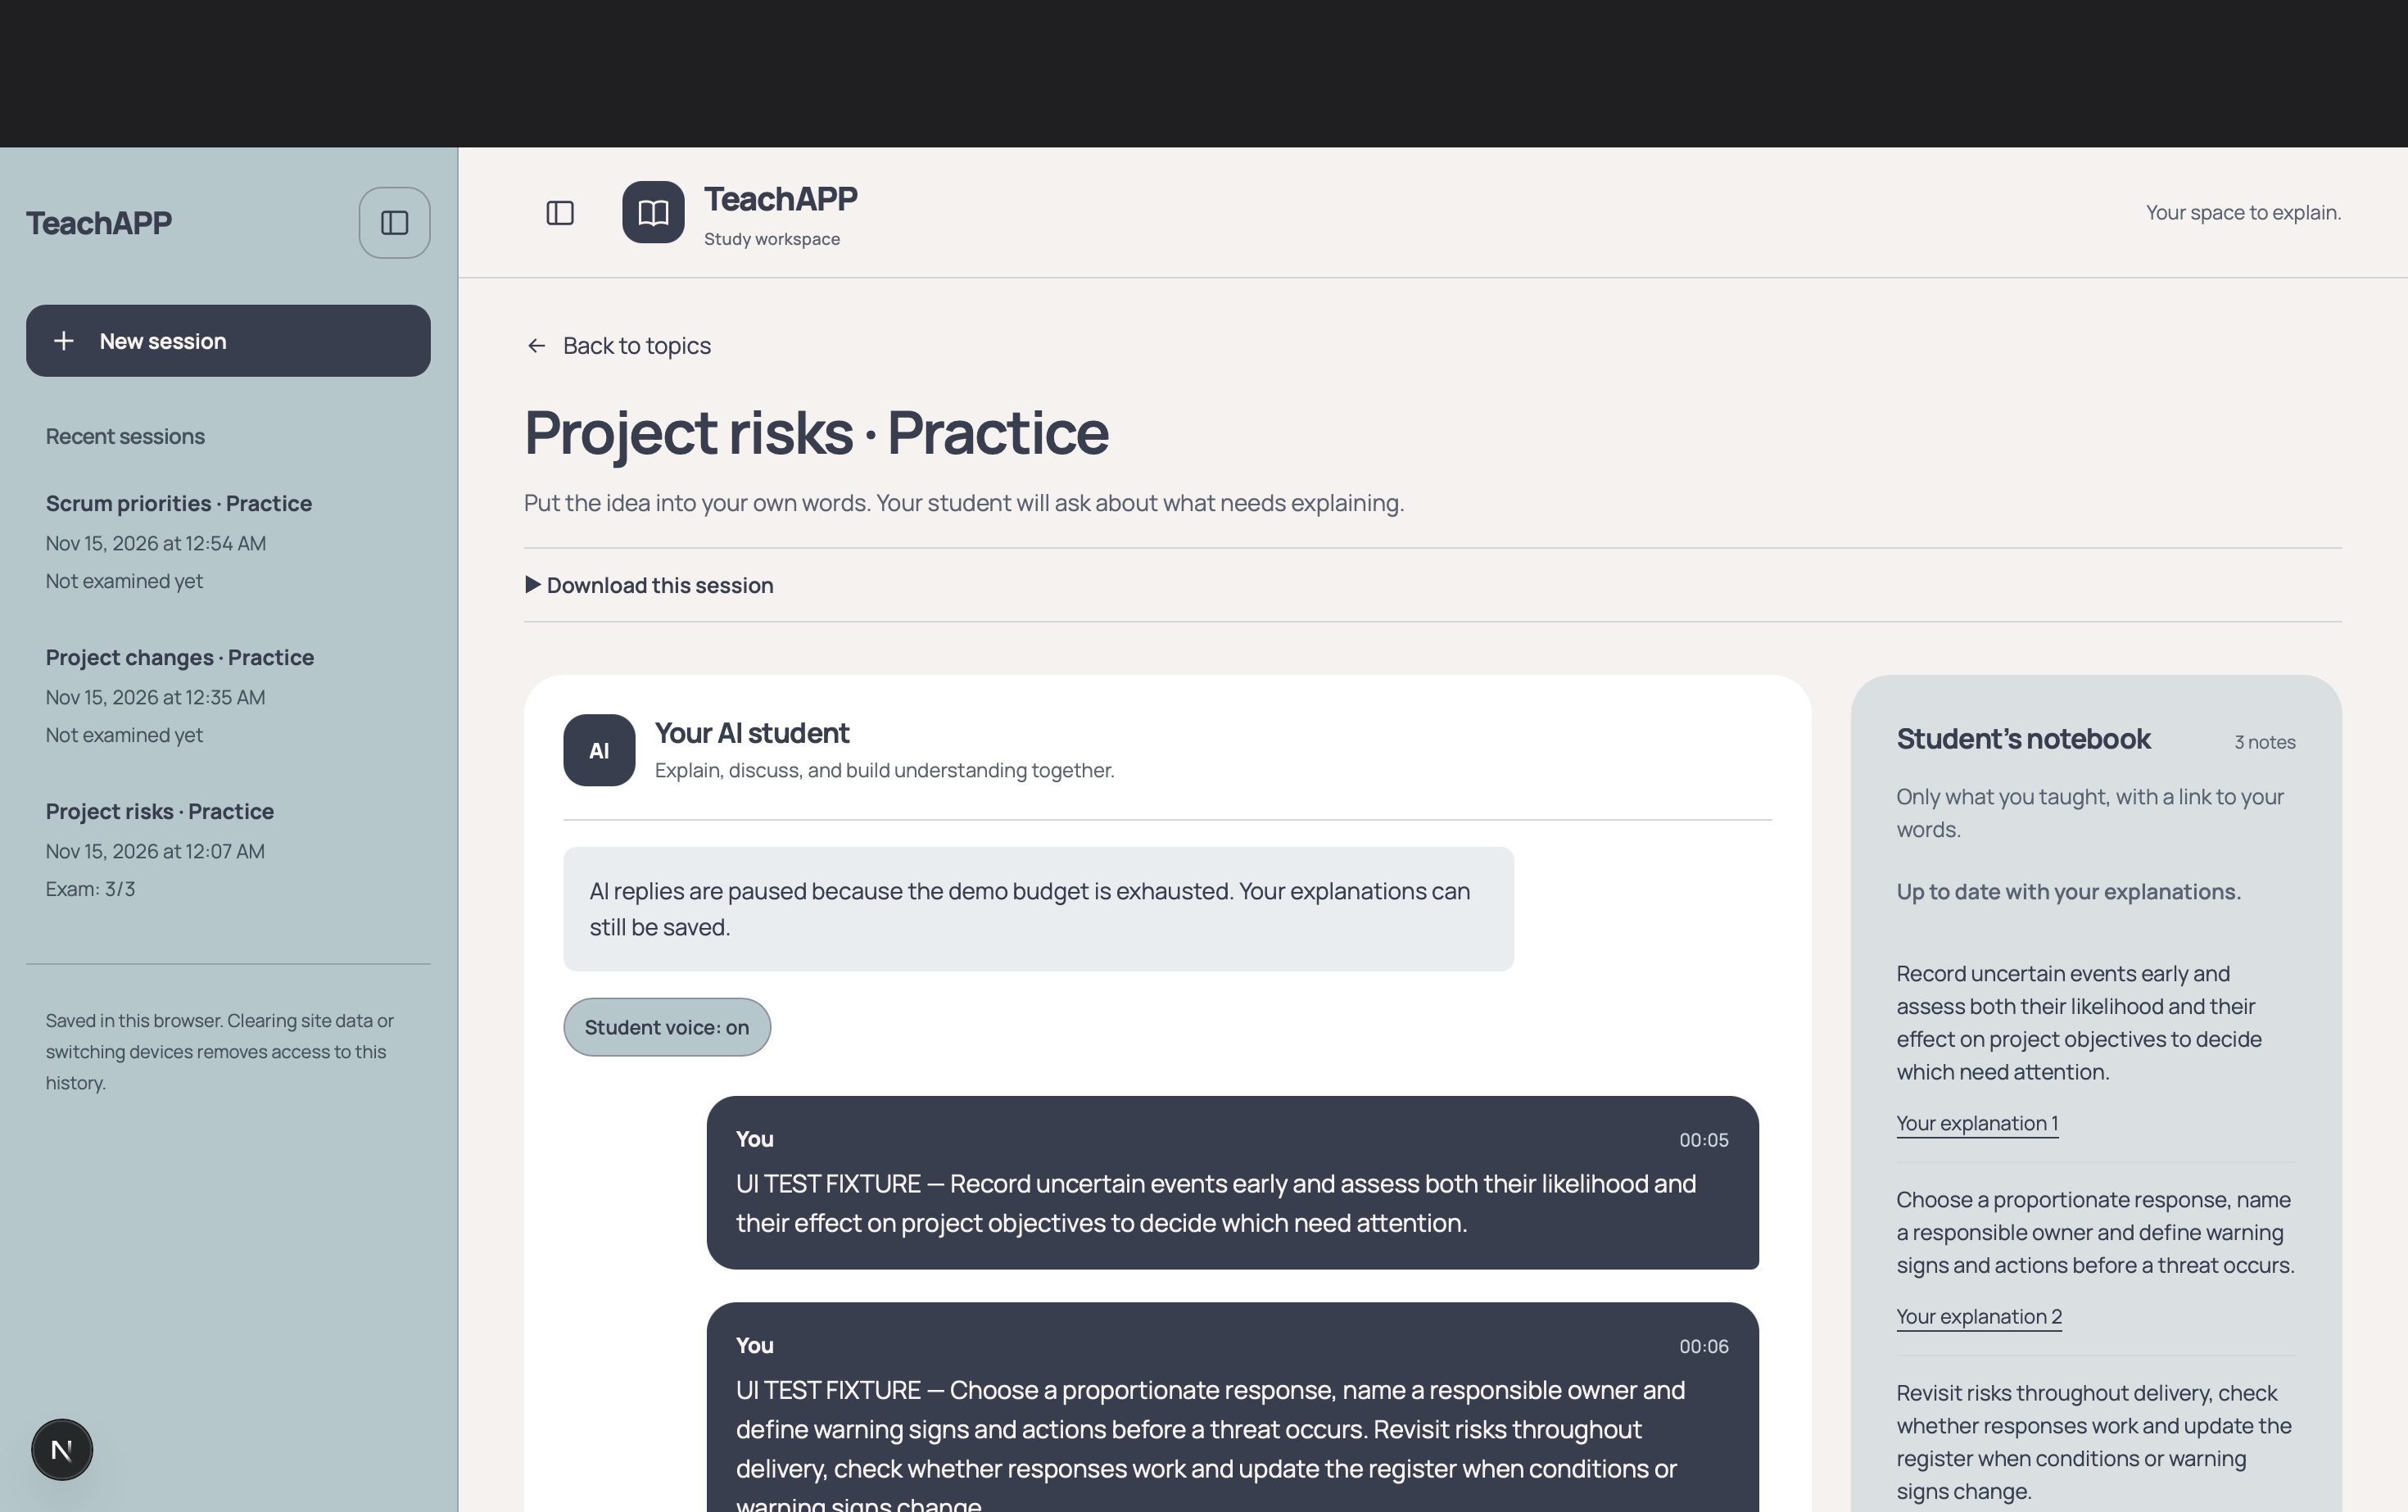 TeachAPP
New session
Recent sessions
Scrum priorities · Practice
Nov 15, 2026 at 12:54 AM
Not examined yet
Project changes · Practice
Nov 15, 2026 at 12:35 AM
Not examined yet
Project risks · Practice
Nov 15, 2026 at 12:07 AM
Exam: 3/3
Saved in this browser. Clearing site data or
switching devices removes access to this
history.
N
TeachAPP
Study workspace
Your space to explain.
Back to topics
Project risks · Practice
Put the idea into your own words. Your student will ask about what needs explaining.
Download this session
AI
Your AI student
Explain, discuss, and build understanding together.
AI replies are paused because the demo budget is exhausted. Your explanations can
still be saved.
Student voice: on
You 00:05
UI TEST FIXTURE — Record uncertain events early and assess both their likelihood and
their effect on project objectives to decide which need attention.
You 00:06
UI TEST FIXTURE — Choose a proportionate response, name a responsible owner and
define warning signs and actions before a threat occurs. Revisit risks throughout
delivery, check whether responses work and update the register when conditions or
warning signs change.
Student’s notebook 3 notes
Only what you taught, with a link to your
words.
Up to date with your explanations.
Record uncertain events early and
assess both their likelihood and their
effect on project objectives to decide
which need attention.
Your explanation 1
Choose a proportionate response, name
a responsible owner and define warning
signs and actions before a threat occurs.
Your explanation 2
Revisit risks throughout delivery, check
whether responses work and update the
register when conditions or warning
signs change.